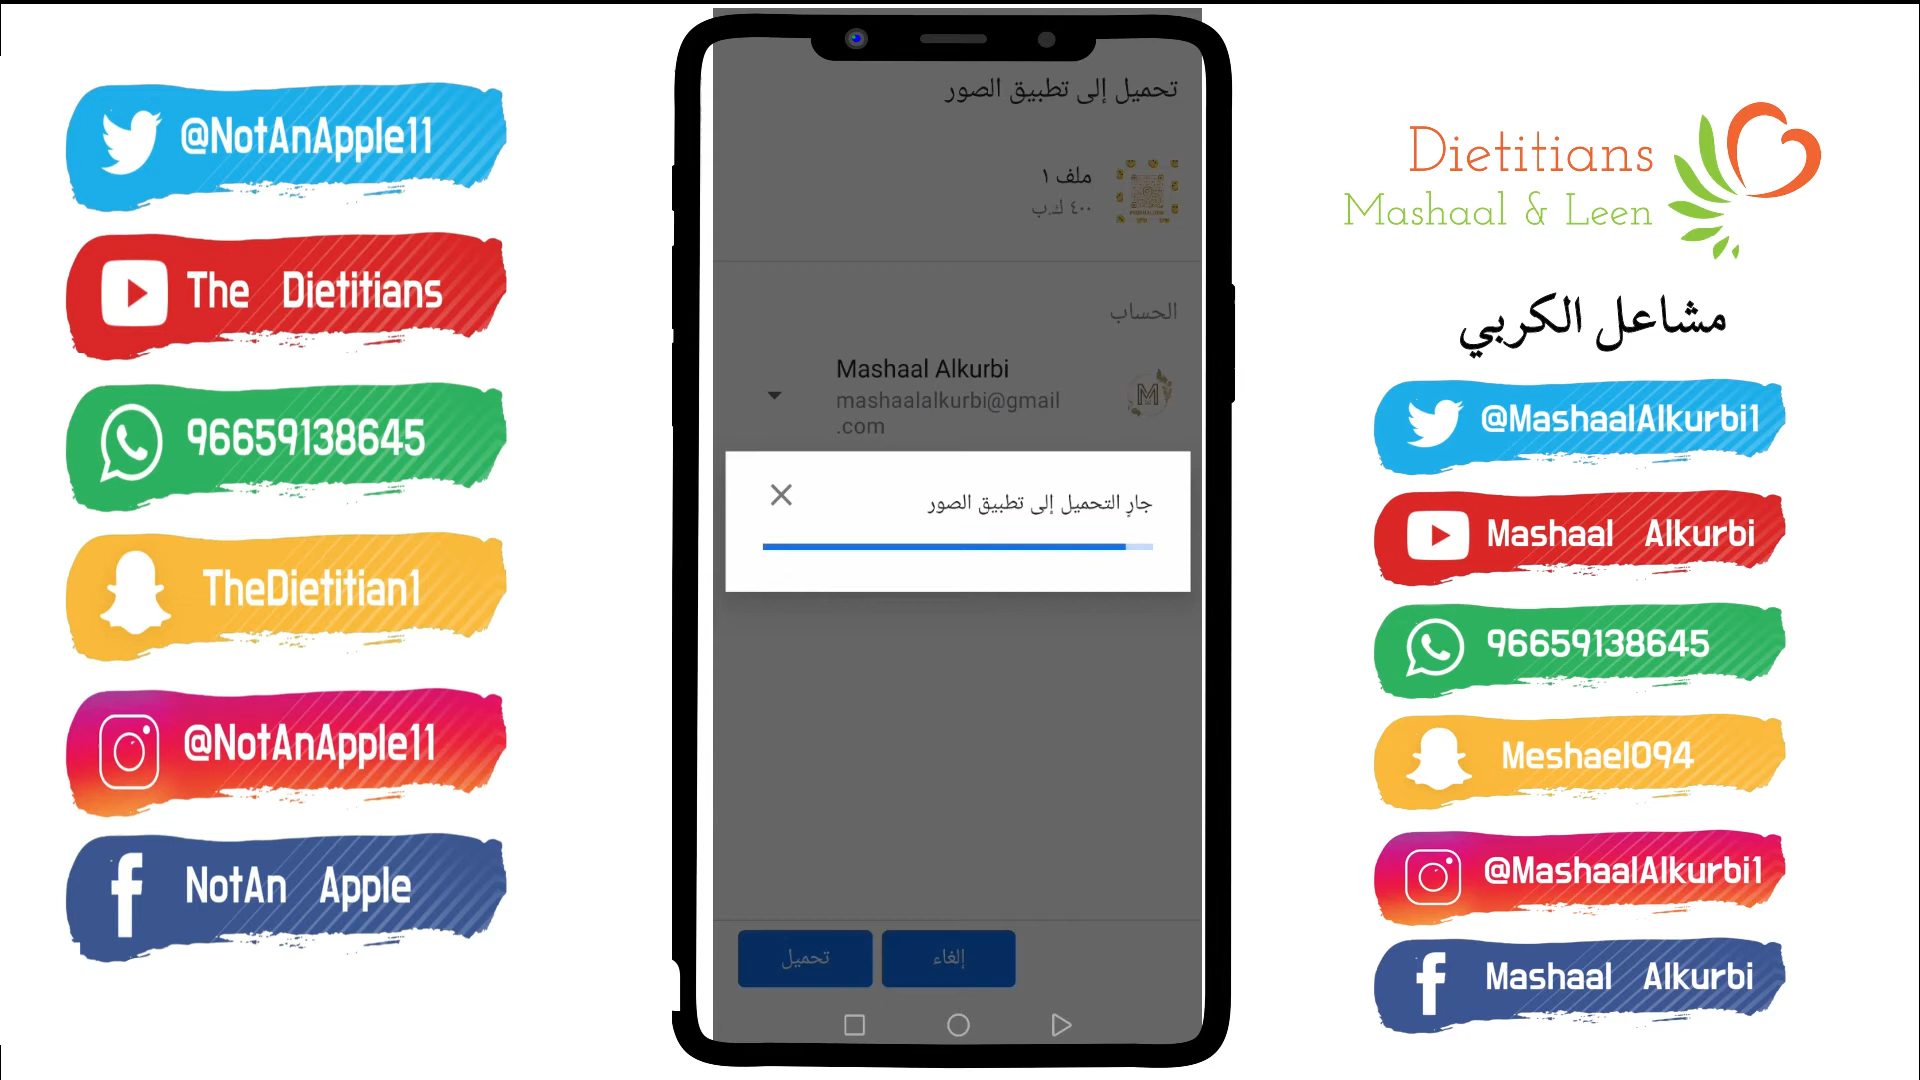 @NotAnApple11
The Dietitians
96659138645
TheDietitian1
@NotAnApple11
NotAn Apple
تحميل إلى تطبيق الصور
ملف ١
٤٠٠ ك.ب
الحساب
Mashaal Alkurbi
mashaalalkurbi@gmail
.com
جارٍ التحميل إلى تطبيق الصور
إلغاء
تحميل
Dietitians
Mashaal & Leen
مشاعل الكربي
@MashaalAlkurbi1
Mashaal Alkurbi
96659138645
Meshael094
@MashaalAlkurbi1
Mashaal Alkurbi